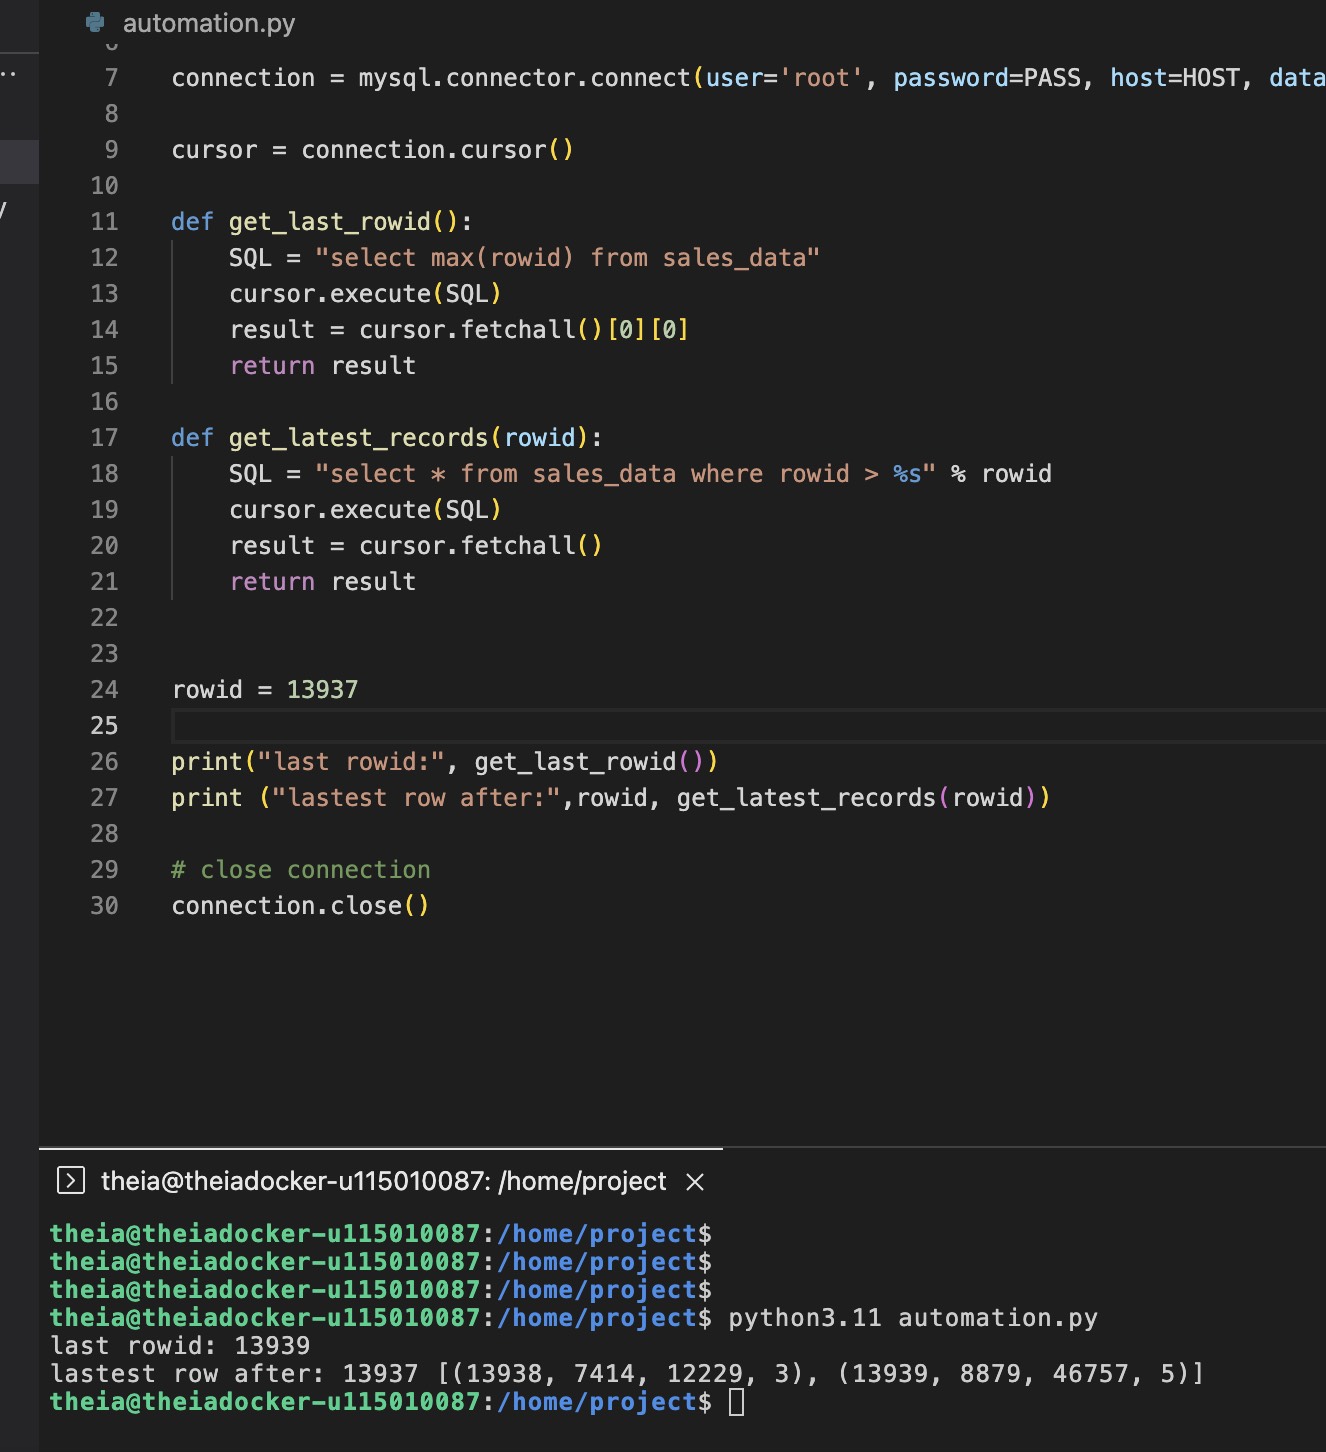 automation.py
7 connection = mysql.connector.connect(user='root', password=PASS, host=HOST, data
8
9 cursor = connection.cursor()
10
11 def get_last_rowid():
12 SQL = "select max(rowid) from sales_data"
13 cursor.execute(SQL)
14 result = cursor.fetchall()[0][0]
15 return result
16
17 def get_latest_records(rowid):
18 SQL = "select * from sales_data where rowid > %s" % rowid
19 cursor.execute(SQL)
20 result = cursor.fetchall()
21 return result
22
23
24 rowid = 13937
25
26 print("last rowid:", get_last_rowid())
27 print ("lastest row after:",rowid, get_latest_records(rowid))
28
29 # close connection
30 connection.close()
theia@theiadocker-u115010087: /home/project
theia@theiadocker-u115010087:/home/project$
theia@theiadocker-u115010087:/home/project$
theia@theiadocker-u115010087:/home/project$
theia@theiadocker-u115010087:/home/project$ python3.11 automation.py
last rowid: 13939
lastest row after: 13937 [(13938, 7414, 12229, 3), (13939, 8879, 46757, 5)]
theia@theiadocker-u115010087:/home/project$